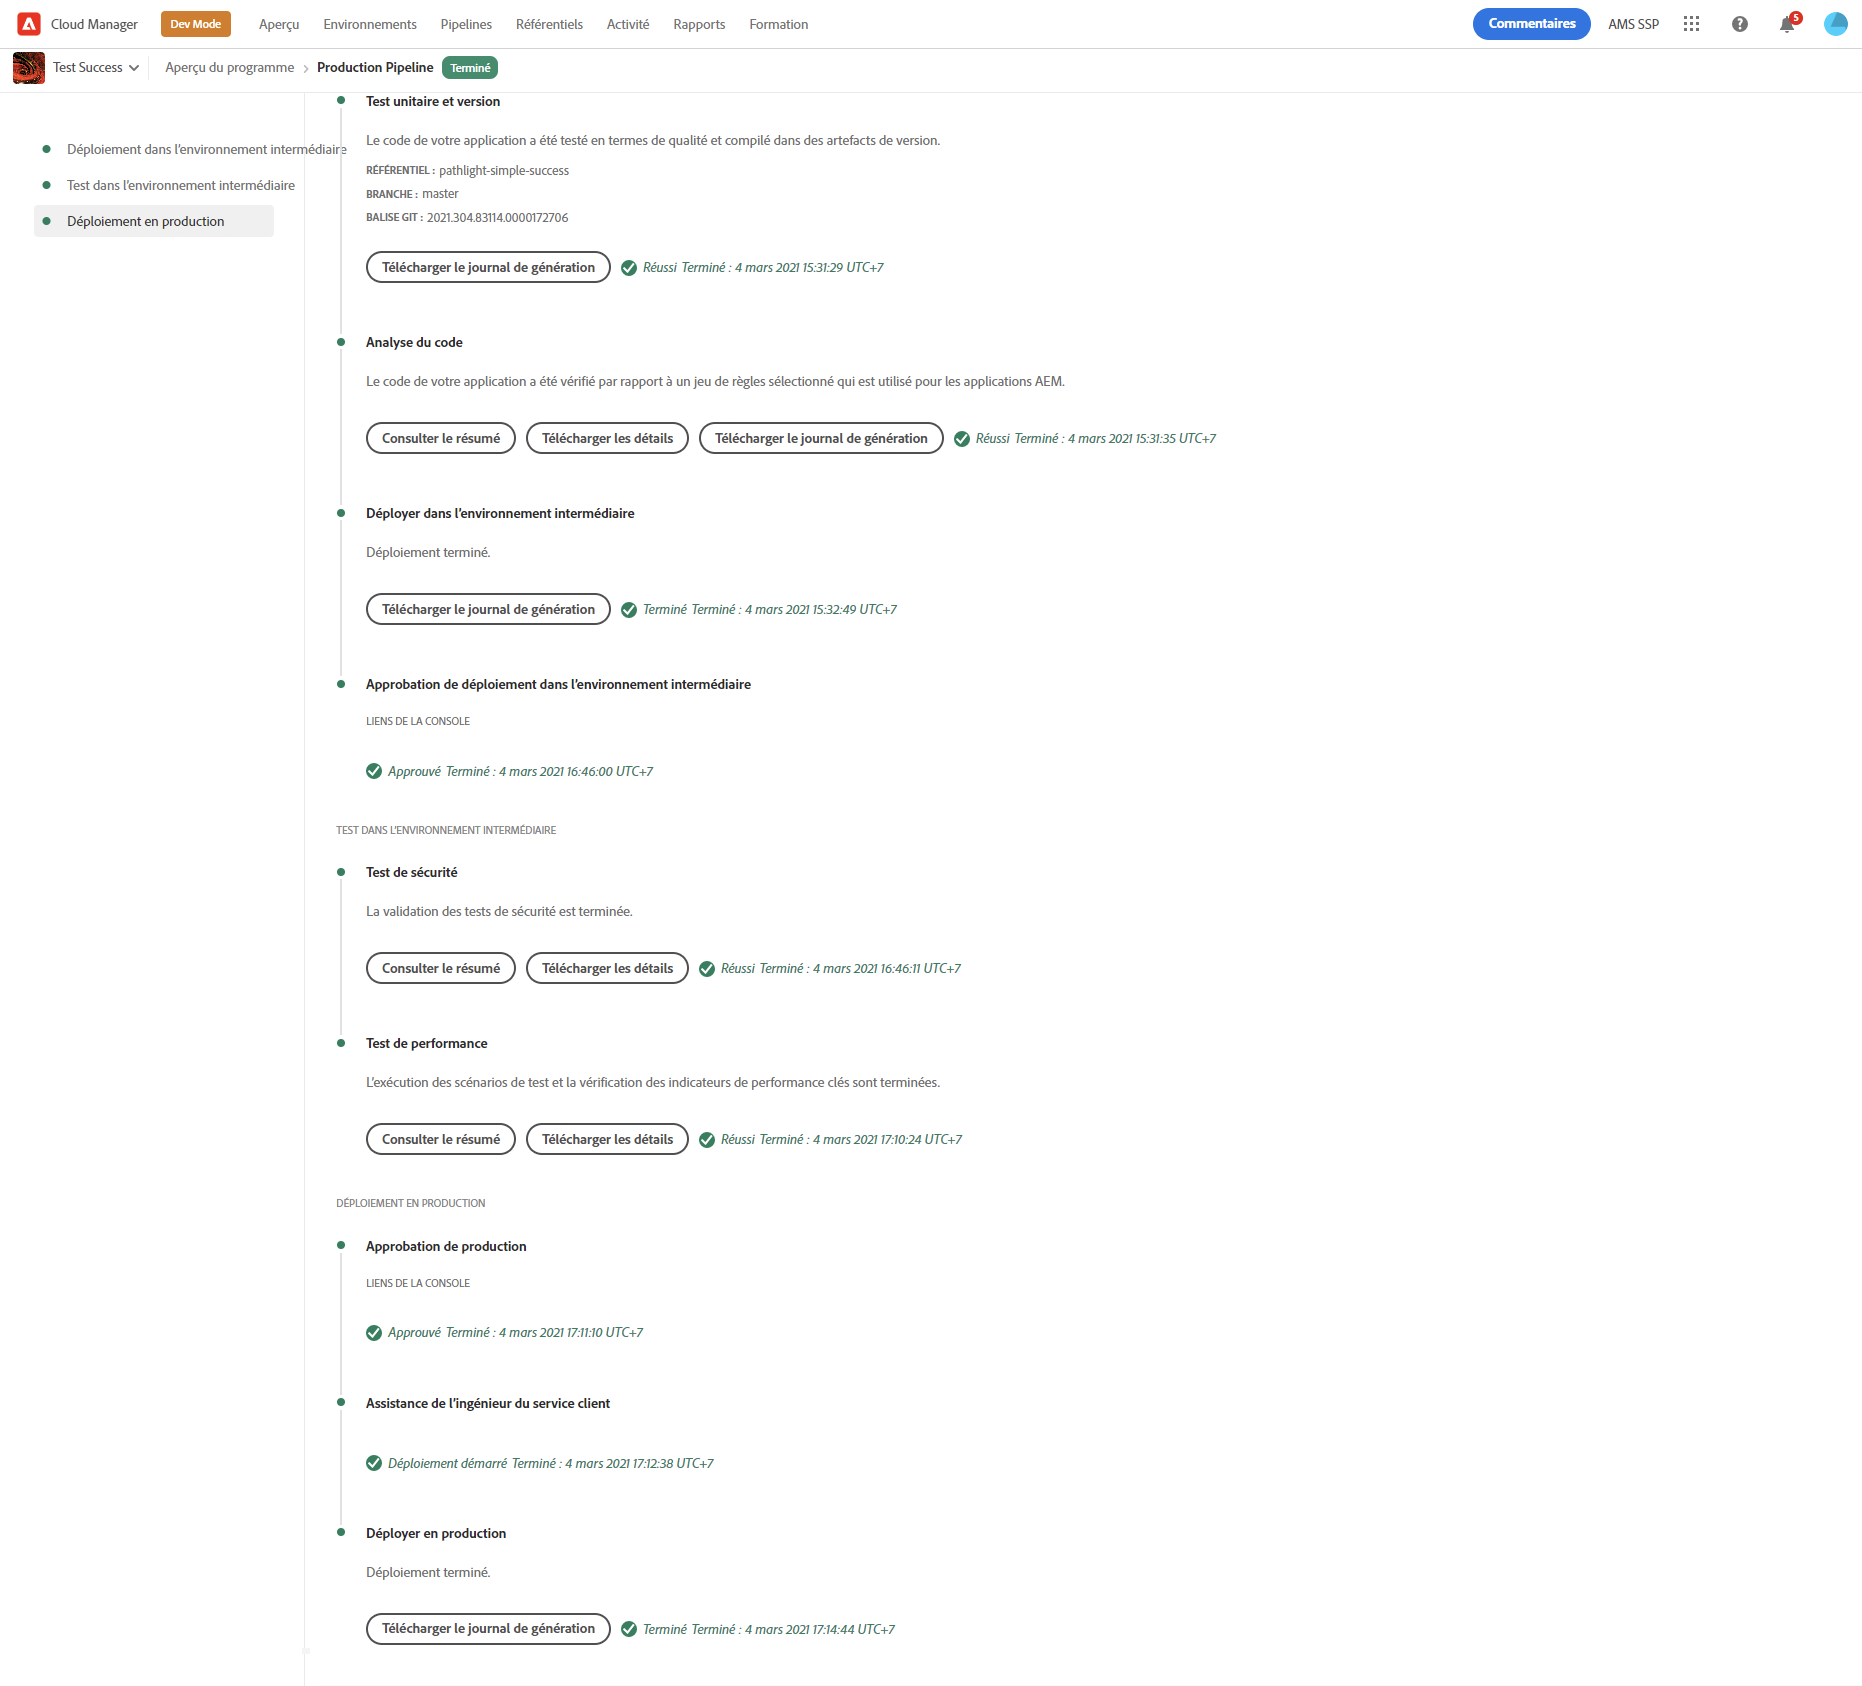 Cloud Manager Dev Mode Aperçu Environnements Pipelines Référentiels Activité Rapports Formation Commentaires AMS SSP 5
Test Success Aperçu du programme Production Pipeline Terminé
Déploiement dans l'environnement intermédiaire
Test dans l'environnement intermédiaire
Déploiement en production
Test unitaire et version
Le code de votre application a été testé en termes de qualité et compilé dans des artefacts de version.
RÉFÉRENTIEL : pathlight-simple-success
BRANCHE : master
BALISE GIT : 2021.304.83114.0000172706
Télécharger le journal de génération Réussi Terminé : 4 mars 2021 15:31:29 UTC+7
Analyse du code
Le code de votre application a été vérifié par rapport à un jeu de règles sélectionné qui est utilisé pour les applications AEM.
Consulter le résumé Télécharger les détails Télécharger le journal de génération Réussi Terminé : 4 mars 2021 15:31:35 UTC+7
Déployer dans l'environnement intermédiaire
Déploiement terminé.
Télécharger le journal de génération Terminé Terminé : 4 mars 2021 15:32:49 UTC+7
Approbation de déploiement dans l'environnement intermédiaire
LIENS DE LA CONSOLE
Approuvé Terminé : 4 mars 2021 16:46:00 UTC+7
TEST DANS L'ENVIRONNEMENT INTERMÉDIAIRE
Test de sécurité
La validation des tests de sécurité est terminée.
Consulter le résumé Télécharger les détails Réussi Terminé : 4 mars 2021 16:46:11 UTC+7
Test de performance
L'exécution des scénarios de test et la vérification des indicateurs de performance clés sont terminées.
Consulter le résumé Télécharger les détails Réussi Terminé : 4 mars 2021 17:10:24 UTC+7
DÉPLOIEMENT EN PRODUCTION
Approbation de production
LIENS DE LA CONSOLE
Approuvé Terminé : 4 mars 2021 17:11:10 UTC+7
Assistance de l'ingénieur du service client
Déploiement démarré Terminé : 4 mars 2021 17:12:38 UTC+7
Déployer en production
Déploiement terminé.
Télécharger le journal de génération Terminé Terminé : 4 mars 2021 17:14:44 UTC+7